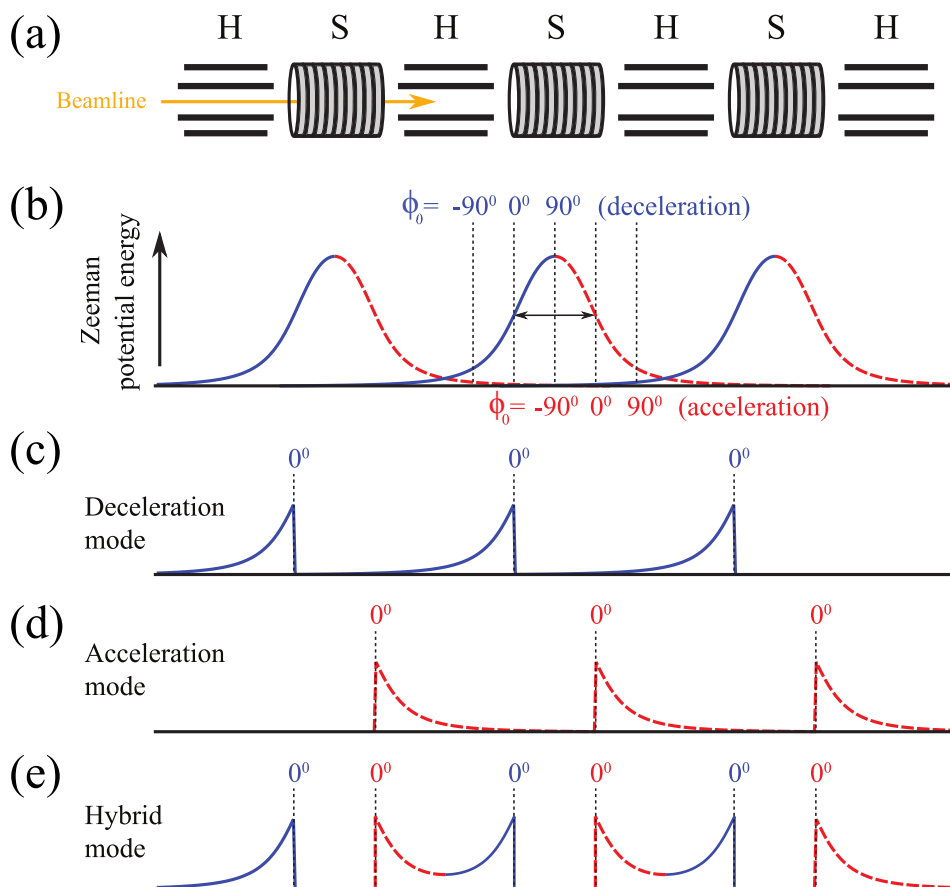 (a) H S H S H S H
Beamline
(b) ϕ₀= -90⁰ 0⁰ 90⁰ (deceleration)
Zeeman
potential energy
ϕ₀= -90⁰ 0⁰ 90⁰ (acceleration)
(c) 0⁰ 0⁰ 0⁰
Deceleration
mode
(d) 0⁰ 0⁰ 0⁰
Acceleration
mode
(e) 0⁰ 0⁰ 0⁰ 0⁰ 0⁰ 0⁰
Hybrid
mode